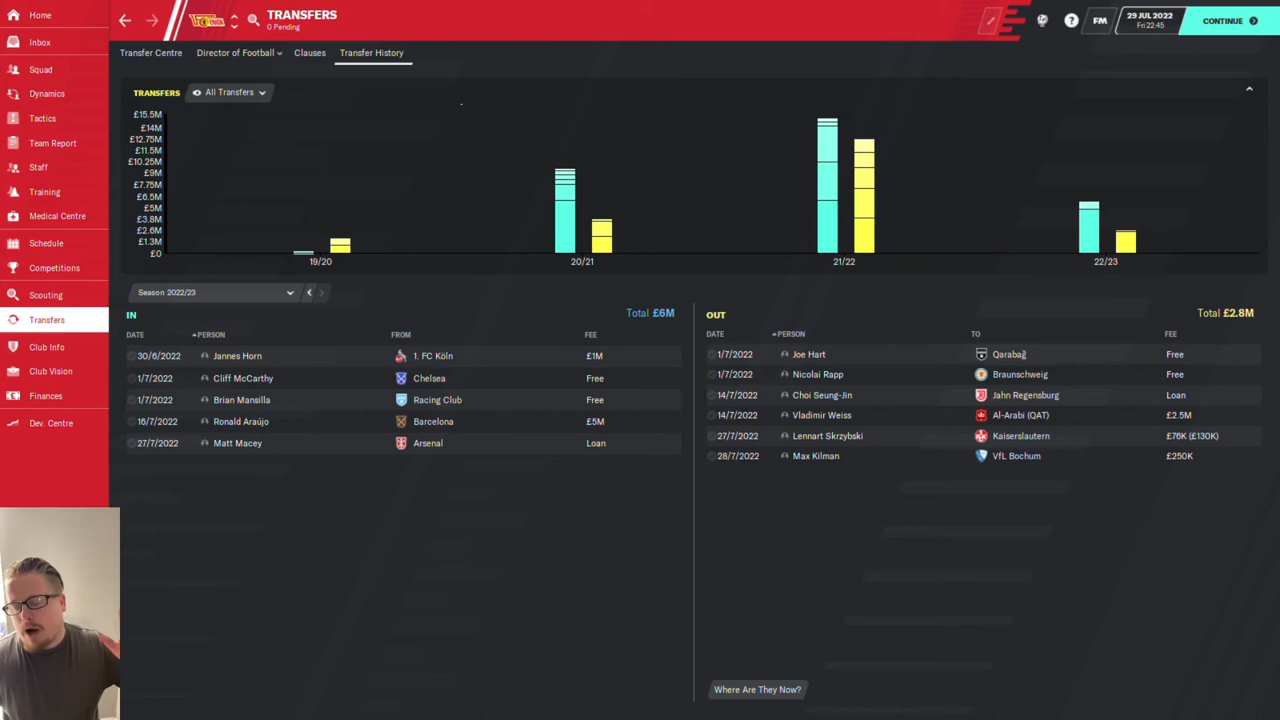 Home
TRANSFERS
0 Pending
FM
29 JUL 2022
Fri 22:45
CONTINUE
Inbox
Transfer Centre
Director of Football
Clauses
Transfer History
Squad
Dynamics
Tactics
Team Report
Staff
Training
Medical Centre
Schedule
Competitions
Scouting
Transfers
Club Info
Club Vision
Finances
Dev. Centre
TRANSFERS
All Transfers
£15.5M
£14M
£12.75M
£11.5M
£10.25M
£9M
£7.75M
£6.5M
£5M
£3.8M
£2.6M
£1.3M
£0
19/20
20/21
21/22
22/23
Season 2022/23
IN
Total £6M
DATE PERSON FROM FEE
30/6/2022 Jannes Horn 1. FC Köln £1M
1/7/2022 Cliff McCarthy Chelsea Free
1/7/2022 Brian Mansilla Racing Club Free
16/7/2022 Ronald Araújo Barcelona £5M
27/7/2022 Matt Macey Arsenal Loan
OUT
Total £2.8M
DATE PERSON TO FEE
1/7/2022 Joe Hart Qarabağ Free
1/7/2022 Nicolai Rapp Braunschweig Free
14/7/2022 Choi Seung-Jin Jahn Regensburg Loan
14/7/2022 Vladimir Weiss Al-Arabi (QAT) £2.5M
27/7/2022 Lennart Skrzybski Kaiserslautern £76K (£130K)
28/7/2022 Max Kilman VfL Bochum £250K
Where Are They Now?